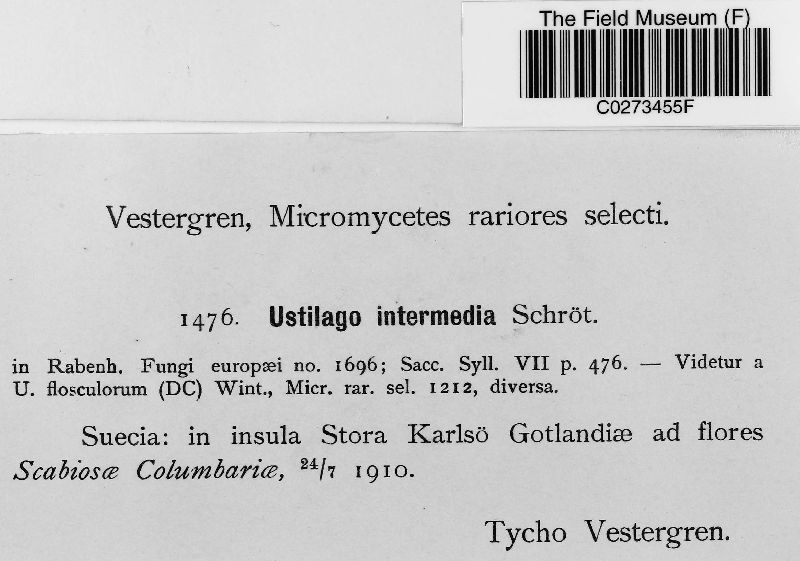 The Field Museum (F)
C0273455F
Vestergren, Micromycetes rariores selecti.
1476. Ustilago intermedia Schröt.
in Rabenh. Fungi europæi no. 1696; Sacc. Syll. VII p. 476. — Videtur a
U. flosculorum (DC) Wint., Micr. rar. sel. 1212, diversa.
Suecia: in insula Stora Karlsö Gotlandiæ ad flores
Scabiosæ Columbariæ, 24/7 1910.
Tycho Vestergren.